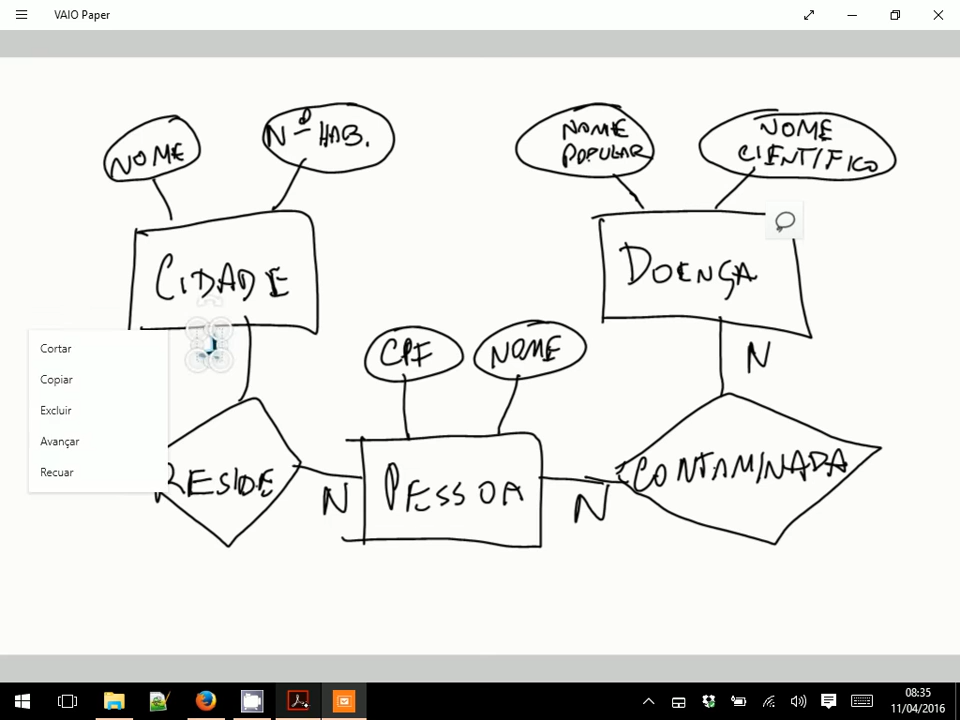 VAIO Paper
NOME
Nº HAB.
NOME
POPULAR
NOME
CIENTÍFICO
CIDADE
DOENÇA
Cortar
Copiar
Excluir
Avançar
Recuar
CPF
NOME
N
RESIDE
N
PESSOA
N
CONTAMINADA
08:35
11/04/2016